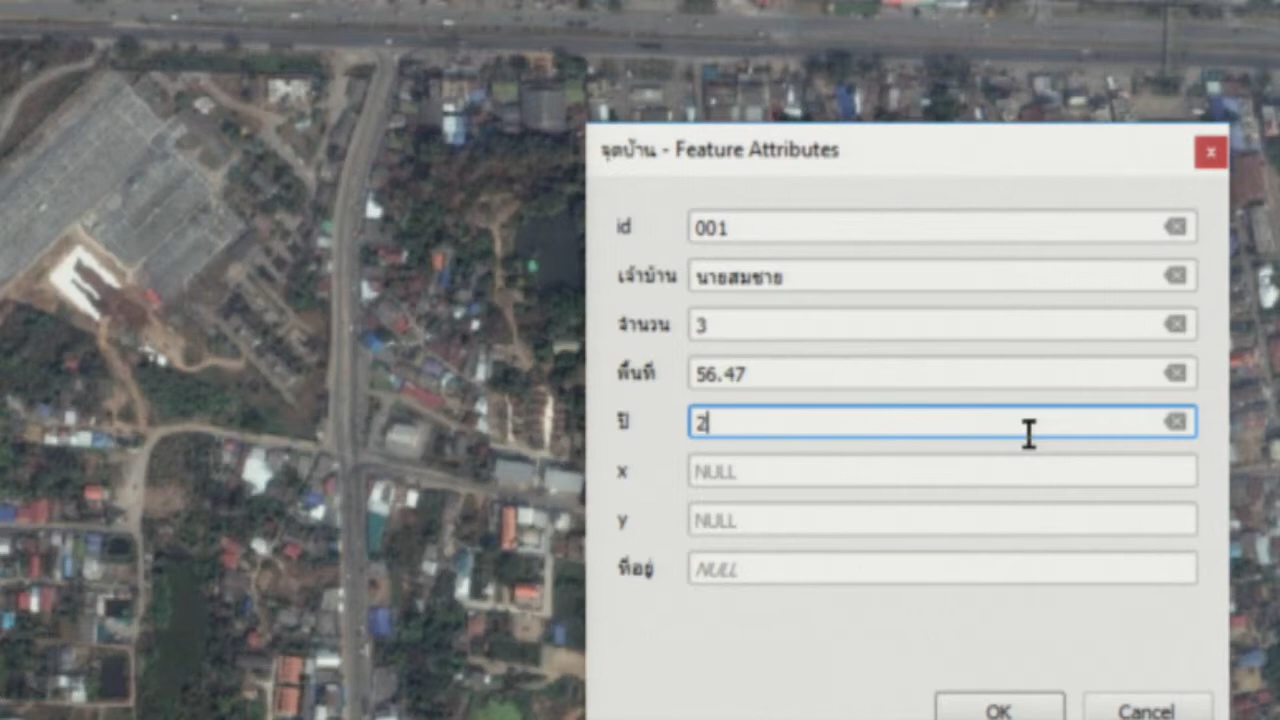 จุดบ้าน - Feature Attributes
x
id 001
เจ้าบ้าน นายสมชาย
จำนวน 3
พื้นที่ 56.47
ปี 2
x NULL
y NULL
ที่อยู่ NULL
OK Cancel